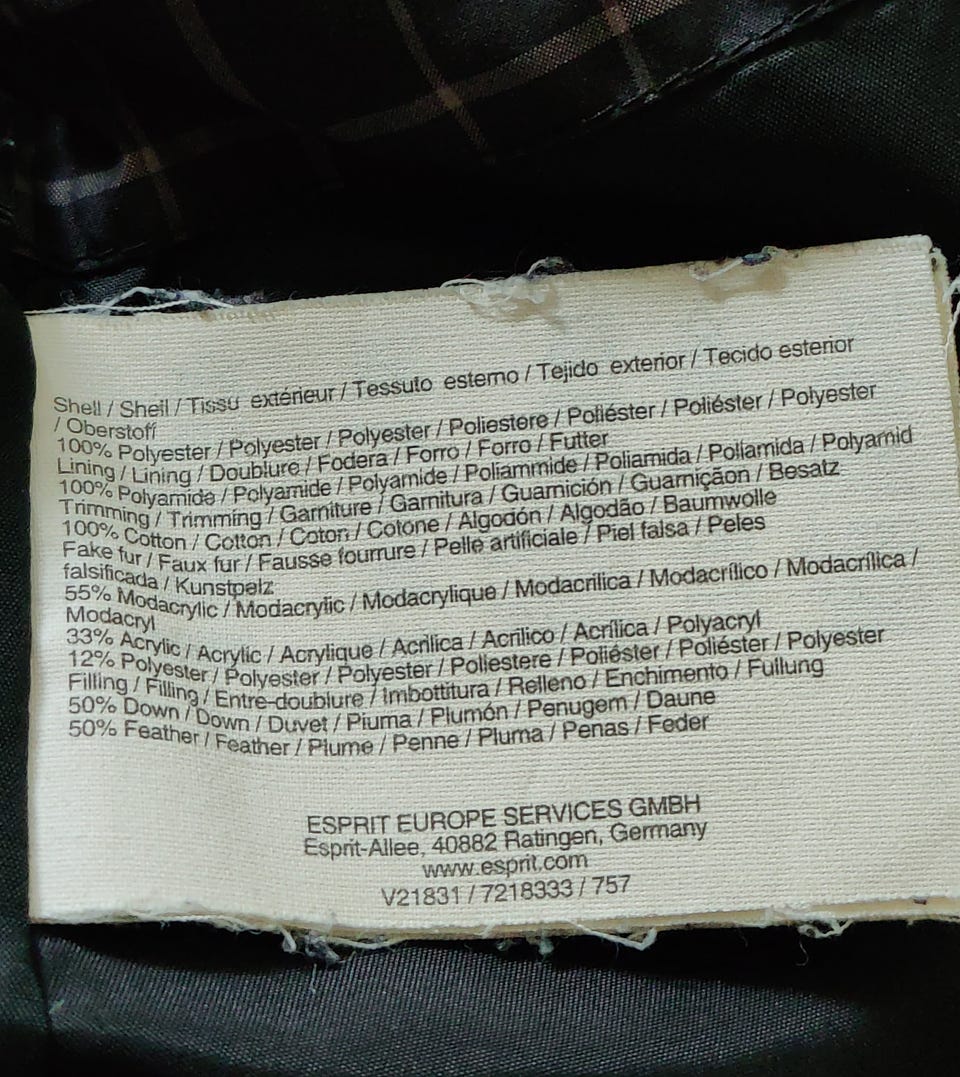 Shell / Shell / Tissu extérieur / Tessuto esterno / Tejido exterior / Tecido esterior
/ Oberstoff
100% Polyester / Polyester / Polyester / Poliestere / Poliéster / Poliéster / Polyester
Lining / Lining / Doublure / Fodera / Forro / Forro / Futter
100% Polyamide / Polyamide / Polyamide / Poliammide / Poliamida / Poliamida / Polyamid
Trimming / Trimming / Garniture / Garnitura / Guarnición / Guarniçãon / Besatz
100% Cotton / Cotton / Coton / Cotone / Algodón / Algodão / Baumwolle
Fake fur / Faux fur / Fausse fourrure / Pelle artificiale / Piel falsa / Peles
falsificada / Kunstpelz
55% Modacrylic / Modacrylic / Modacrylique / Modacrilica / Modacrílico / Modacrílica /
Modacryl
33% Acrylic / Acrylic / Acrylique / Acrilica / Acrilico / Acrílica / Polyacryl
12% Polyester / Polyester / Polyester / Poliestere / Poliéster / Poliéster / Polyester
Filling / Filling / Entre-doublure / Imbottitura / Relleno / Enchimento / Füllung
50% Down / Down / Duvet / Piuma / Plumón / Penugem / Daune
50% Feather / Feather / Plume / Penne / Pluma / Penas / Feder
ESPRIT EUROPE SERVICES GMBH
Esprit-Allee, 40882 Ratingen, Germany
www.esprit.com
V21831 / 7218333 / 757